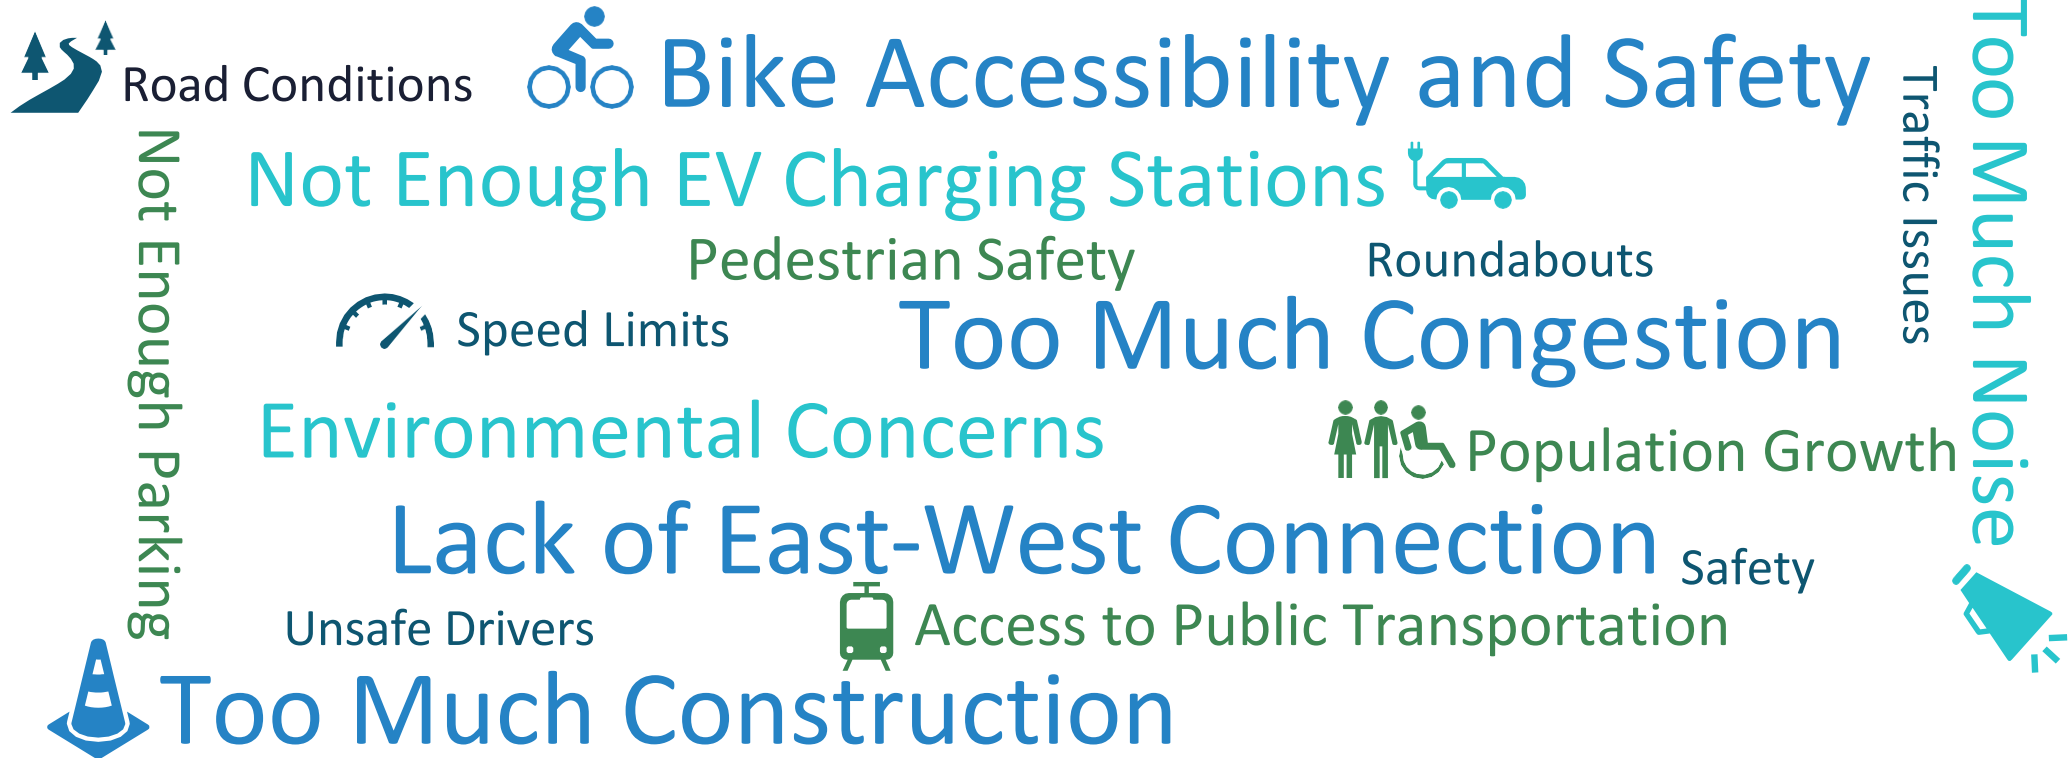 Road Conditions
Bike Accessibility and Safety
Too Much Noise
Traffic Issues
Not Enough Parking
Not Enough EV Charging Stations
Pedestrian Safety
Roundabouts
Speed Limits
Too Much Congestion
Environmental Concerns
Population Growth
Lack of East-West Connection
Safety
Unsafe Drivers
Access to Public Transportation
Too Much Construction